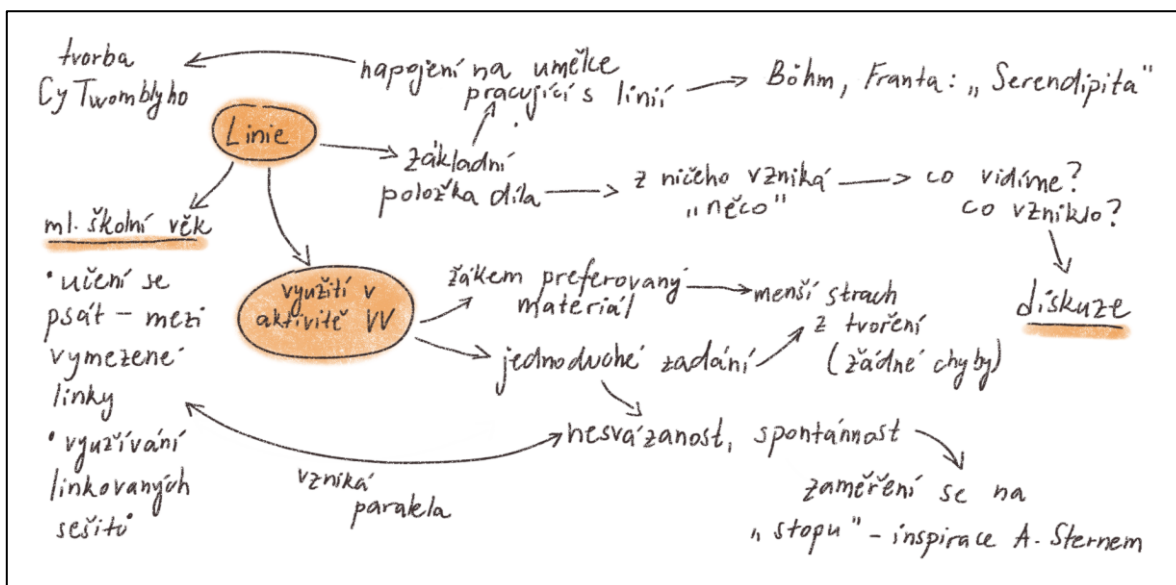 tvorba
Cy Twomblyho
napojení na umělce
pracující s linií
Böhm, Franta: „Serendipita"
Linie
základní
položka díla
z ničeho vzniká
„něco"
co vidíme?
co vzniklo?
diskuze
ml. školní věk
• učení se
psát – mezi
vymezené
linky
• využívání
linkovaných
sešitů
využití v
aktivitě VV
žákem preferovaný
materiál
menší strach
z tvoření
(žádné chyby)
jednoduché zadání
nesvázanost, spontánnost
vzniká
paralela
zaměření se na
„stopu" – inspirace A. Sternem